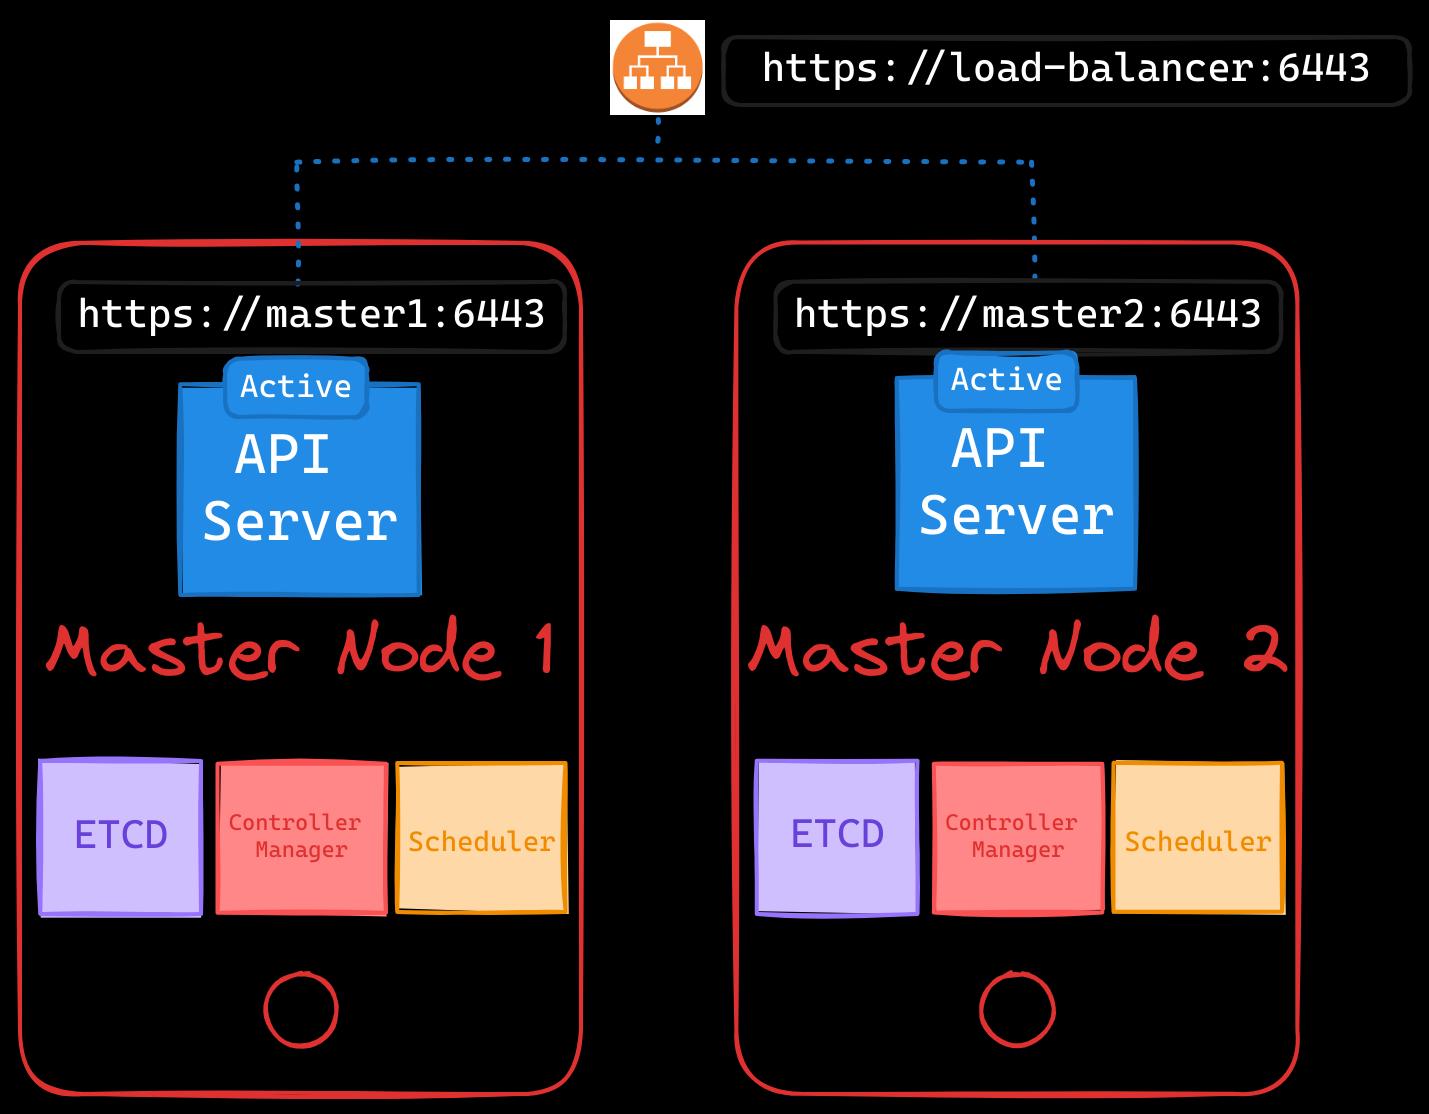 https://load-balancer:6443
https://master1:6443
Active
API
Server
Master Node 1
ETCD
Controller
Manager
Scheduler
https://master2:6443
Active
API
Server
Master Node 2
ETCD
Controller
Manager
Scheduler